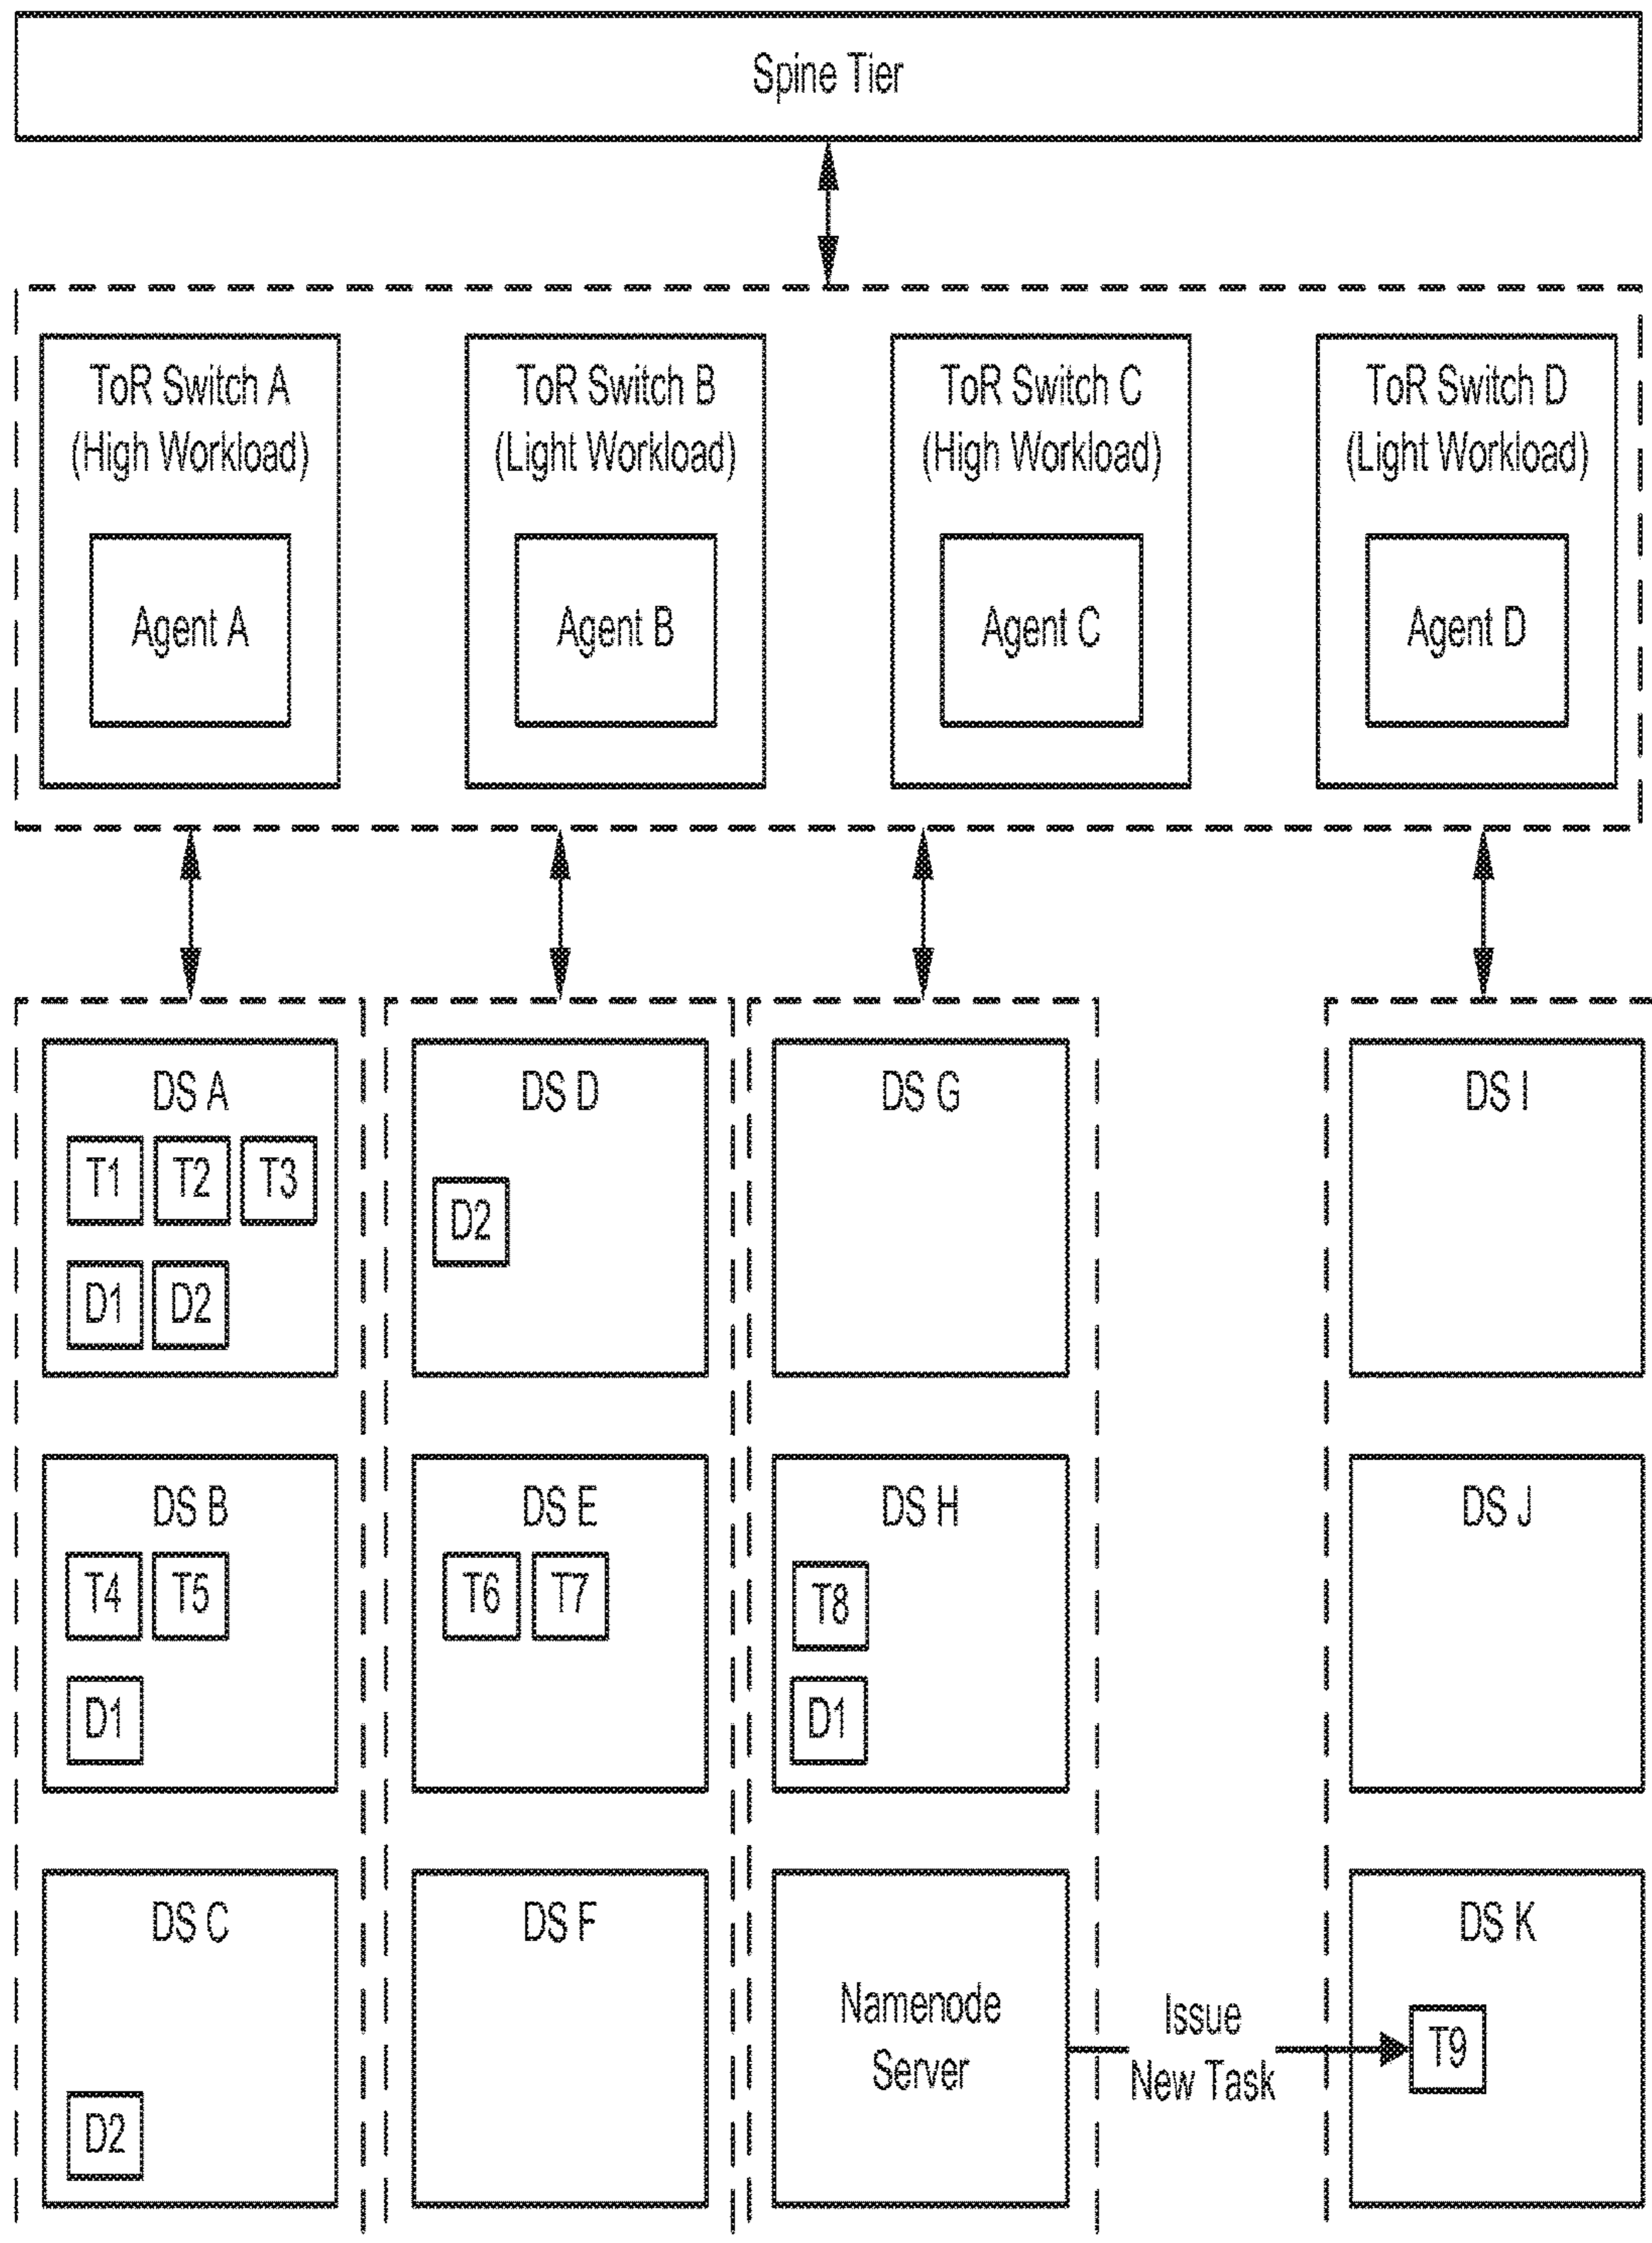 Spine Tier
ToR Switch A
(High Workload)
Agent A
ToR Switch B
(Light Workload)
Agent B
ToR Switch C
(High Workload)
Agent C
ToR Switch D
(Light Workload)
Agent D
DS A
T1 T2 T3
D1 D2
DS B
T4 T5
D1
DS C
D2
DS D
D2
DS E
T6 T7
DS F
DS G
DS H
T8
D1
Namenode
Server
Issue
New Task
DS I
DS J
DS K
T9